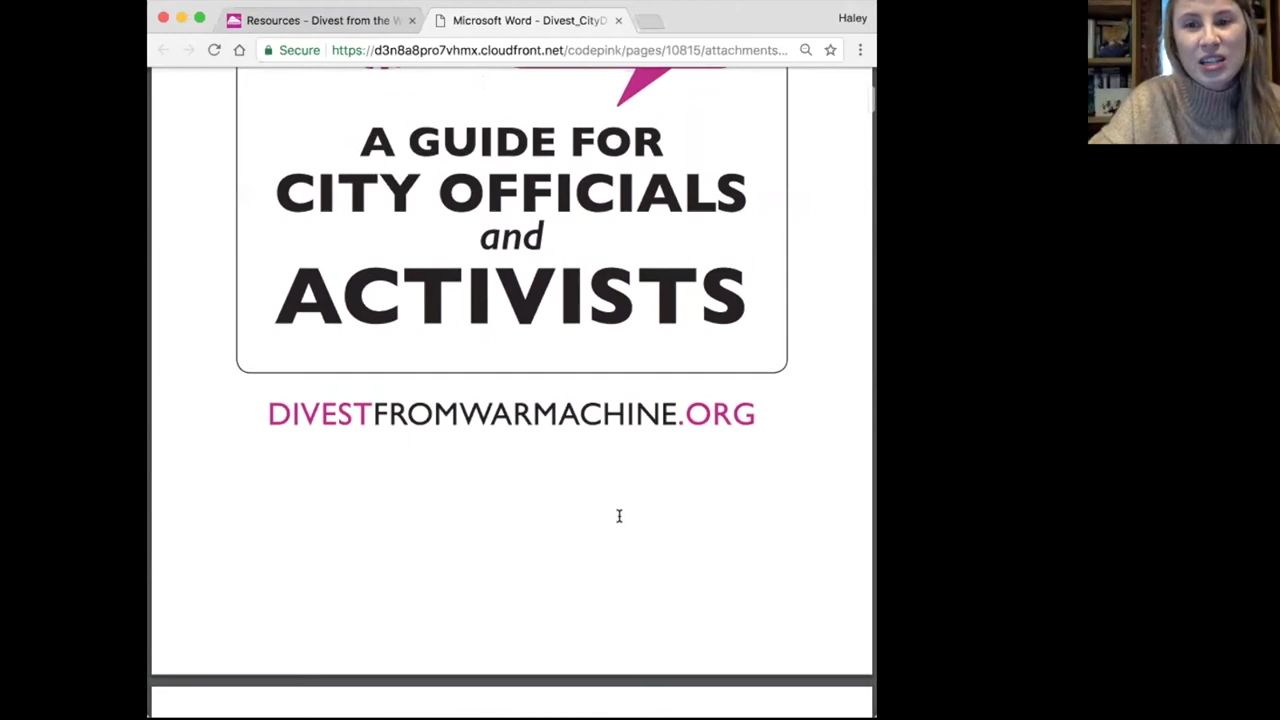 Resources - Divest from the W
Microsoft Word - Divest_CityD
Haley
Secure
https://d3n8a8pro7vhmx.cloudfront.net/codepink/pages/10815/attachments...
A GUIDE FOR
CITY OFFICIALS
and
ACTIVISTS
DIVESTFROMWARMACHINE.ORG